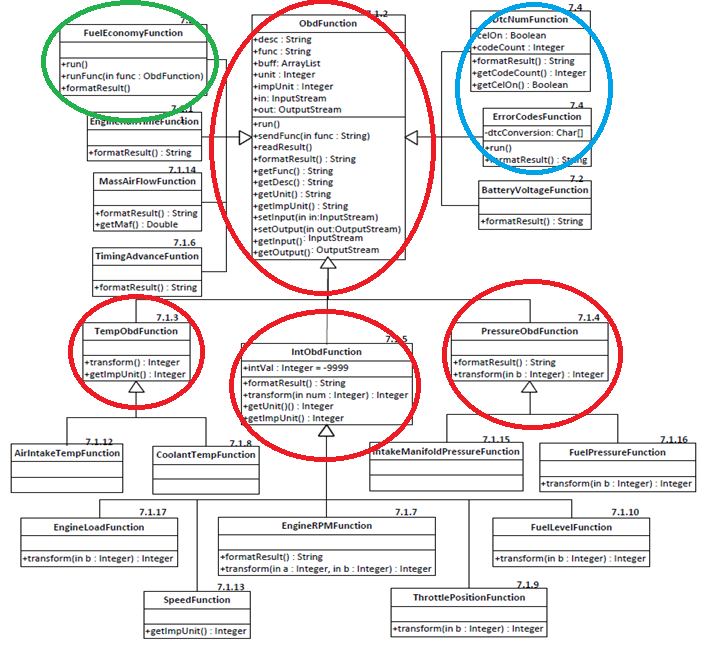 7.1.2
ObdFunction
+desc : String
+func : String
+buff: ArrayList
+unit : Integer
+impUnit : Integer
+in: InputStream
+out: OutputStream
+run()
+sendFunc(in func : String)
+readResult()
+formatResult() : String
+getFunc() : String
+getDesc() : String
+getUnit() : String
+getImpUnit() : String
+setInput(in in:InputStream)
+setOutput(in out:OutputStream)
+getInput() : InputStream
+getOutput() : OutputStream
FuelEconomyFunction
+run()
+runFunc(in func : ObdFunction)
+formatResult()
+formatResult() : String
7.1.14
MassAirFlowFunction
+formatResult() : String
+getMaf() : Double
7.1.6
TimingAdvanceFuntion
+formatResult() : String
7.4
DtcNumFunction
+celOn : Boolean
+codeCount : Integer
+formatResult() : String
+getCodeCount() : Integer
+getCelOn() : Boolean
7.4
ErrorCodesFunction
-dtcConversion: Char[]
+run()
+formatResult() : String
7.2
BatteryVoltageFunction
+formatResult() : String
7.1.3
TempObdFunction
+transform() : Integer
+getImpUnit() : Integer
7.1.5
IntObdFunction
+intVal : Integer = -9999
+formatResult() : String
+transform(in num : Integer) : Integer
+getUnit()() : Integer
+getImpUnit() : Integer
7.1.4
PressureObdFunction
+formatResult() : String
+transform(in b : Integer) : Integer
7.1.12
AirIntakeTempFunction
7.1.8
CoolantTempFunction
7.1.15
IntakeManifoldPressureFunction
7.1.16
FuelPressureFunction
+transform(in b : Integer) : Integer
7.1.17
EngineLoadFunction
+transform(in b : Integer) : Integer
7.1.7
EngineRPMFunction
+formatResult() : String
+transform(in a : Integer, in b : Integer) : Integer
7.1.10
FuelLevelFunction
+transform(in b : Integer) : Integer
7.1.13
SpeedFunction
+getImpUnit() : Integer
7.1.9
ThrottlePositionFunction
+transform(in b : Integer) : Integer